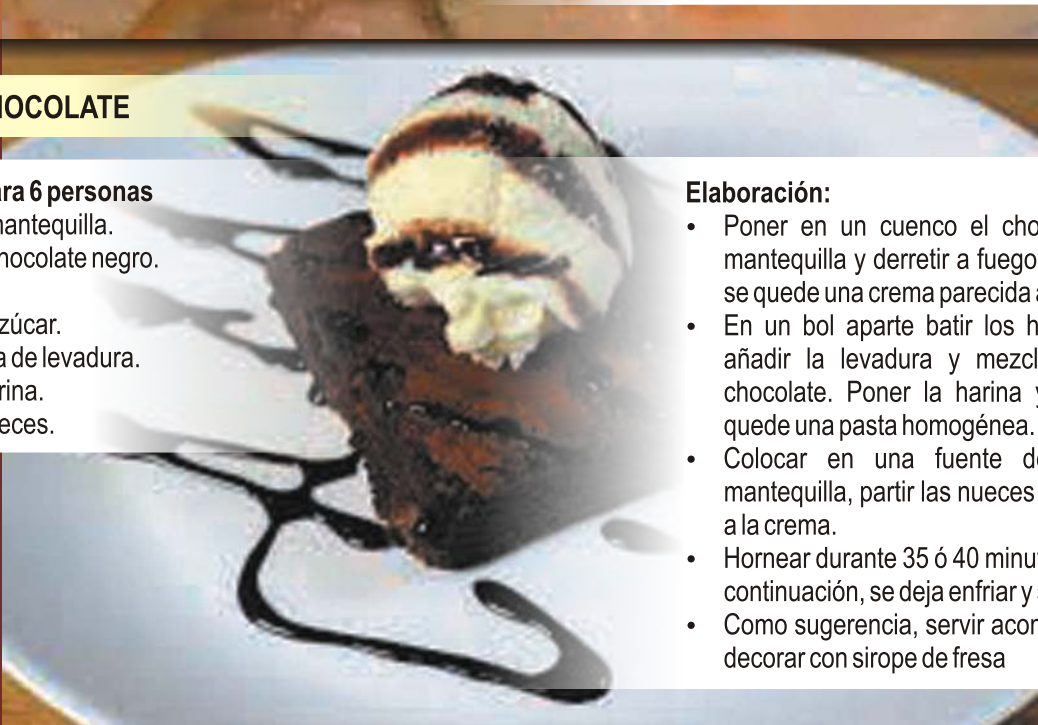 HOCOLATE
ara 6 personas
mantequilla.
hocolate negro.
zúcar.
a de levadura.
rina.
eces.
Elaboración:
• Poner en un cuenco el cho
mantequilla y derretir a fuego
se quede una crema parecida a
• En un bol aparte batir los h
añadir la levadura y mezcl
chocolate. Poner la harina y
quede una pasta homogénea.
• Colocar en una fuente de
mantequilla, partir las nueces
a la crema.
• Hornear durante 35 ó 40 minu
continuación, se deja enfriar y
• Como sugerencia, servir acom
decorar con sirope de fresa